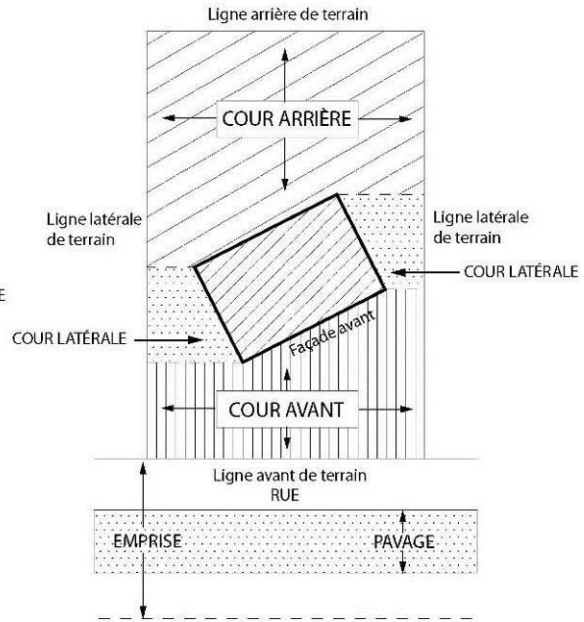 Ligne arrière de terrain
COUR ARRIÈRE
Ligne latérale
de terrain
Ligne latérale
de terrain
COUR LATÉRALE
E
COUR LATÉRALE
Façade avant
COUR AVANT
Ligne avant de terrain
RUE
EMPRISE
PAVAGE